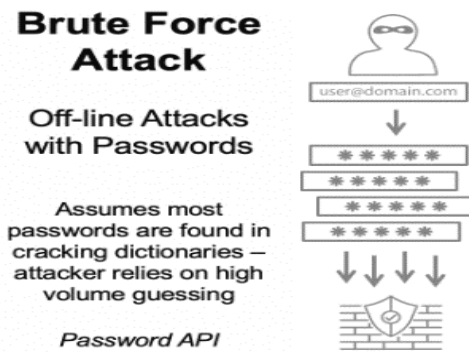 Brute Force
Attack
Off-line Attacks
with Passwords
Assumes most
passwords are found in
cracking dictionaries –
attacker relies on high
volume guessing
Password API
user@domain.com
*****
*****
*****
*****